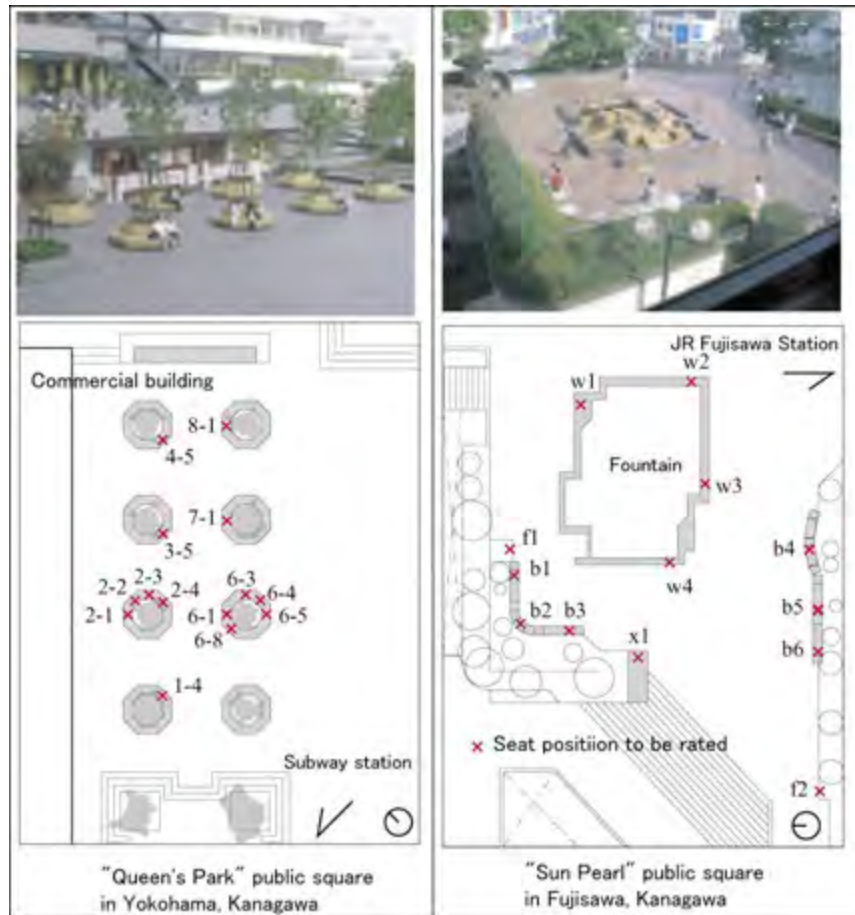 Commercial building
8-1
4-5
7-1
3-5
2-3
6-3
2-2
2-4
6-4
2-1
6-1
6-5
6-8
1-4
Subway station
"Queen's Park" public square
in Yokohama, Kanagawa
JR Fujisawa Station
w2
w1
Fountain
w3
f1
b4
b1
w4
b2
b3
b5
x1
b6
Seat positiion to be rated
f2
"Sun Pearl" public square
in Fujisawa, Kanagawa